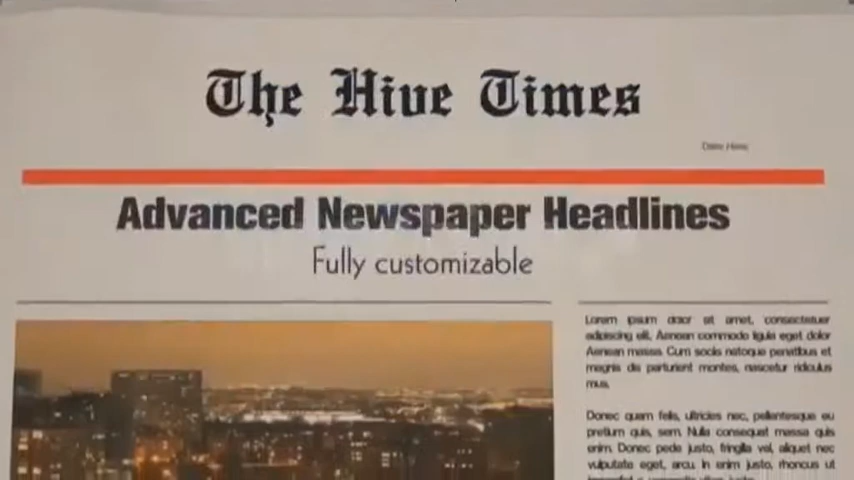 The Hive Times
Advanced Newspaper Headlines
Fully customizable
Lorem ipsum dolor sit amet, consectetuer
adipiscing elit. Aenean commodo ligula eget dolor
Aenean massa. Cum sociis natoque penatibus et
magnis dis parturient montes, nascetur ridiculus
mus.
Donec quam felis, ultricies nec, pellentesque eu
pretium quis, sem. Nulla consequat massa quis
enim. Donec pede justo, fringilla vel, aliquet nec
vulputate eget, arcu. In enim justo, rhoncus ut